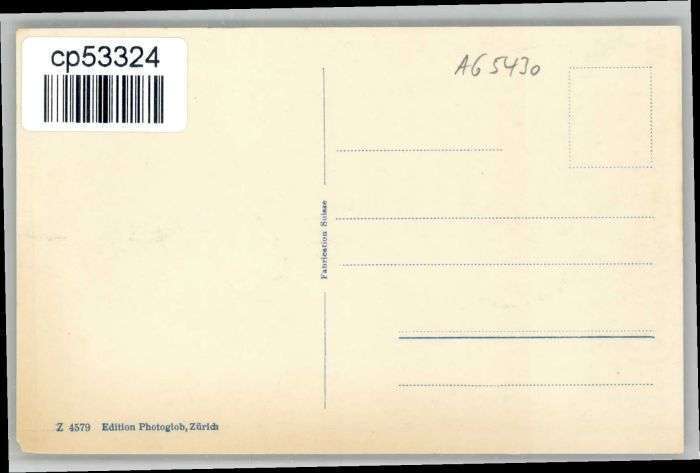 cp53324
AG 5430
Fabrication Suisse
Z 4579 Edition Photoglob, Zürich